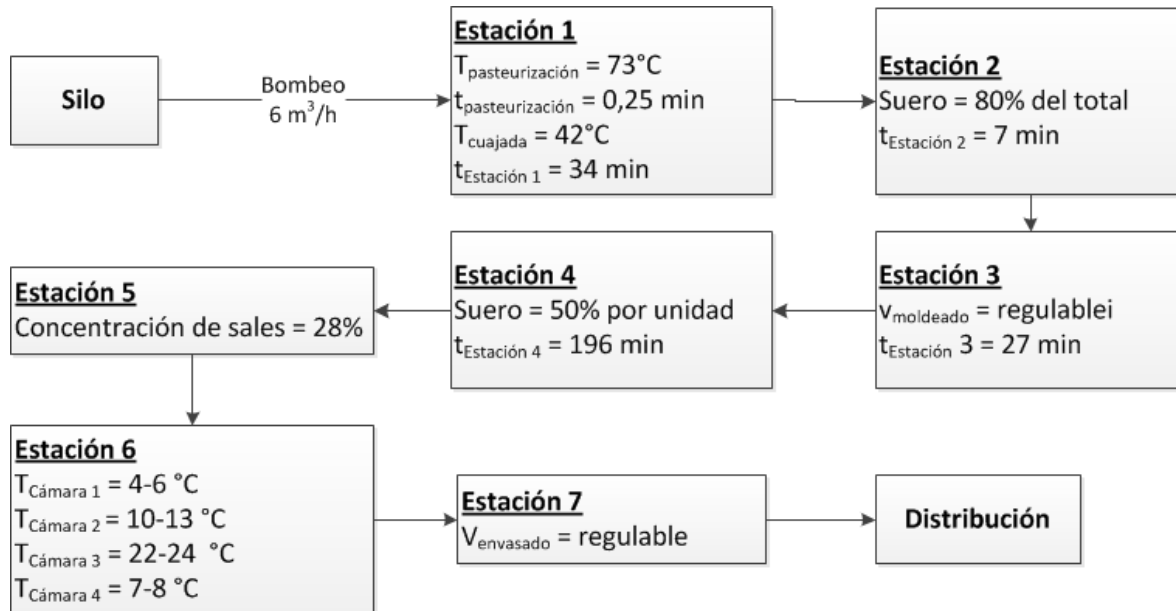 Silo
Bombeo
6 m³/h
Estación 1
Tpasteurización = 73°C
tpasteurización = 0,25 min
Tcuajada = 42°C
tEstación 1 = 34 min
Estación 2
Suero = 80% del total
tEstación 2 = 7 min
Estación 3
vmoldeado = regulablei
tEstación 3 = 27 min
Estación 4
Suero = 50% por unidad
tEstación 4 = 196 min
Estación 5
Concentración de sales = 28%
Estación 6
TCámara 1 = 4-6 °C
TCámara 2 = 10-13 °C
TCámara 3 = 22-24 °C
TCámara 4 = 7-8 °C
Estación 7
Venvasado = regulable
Distribución